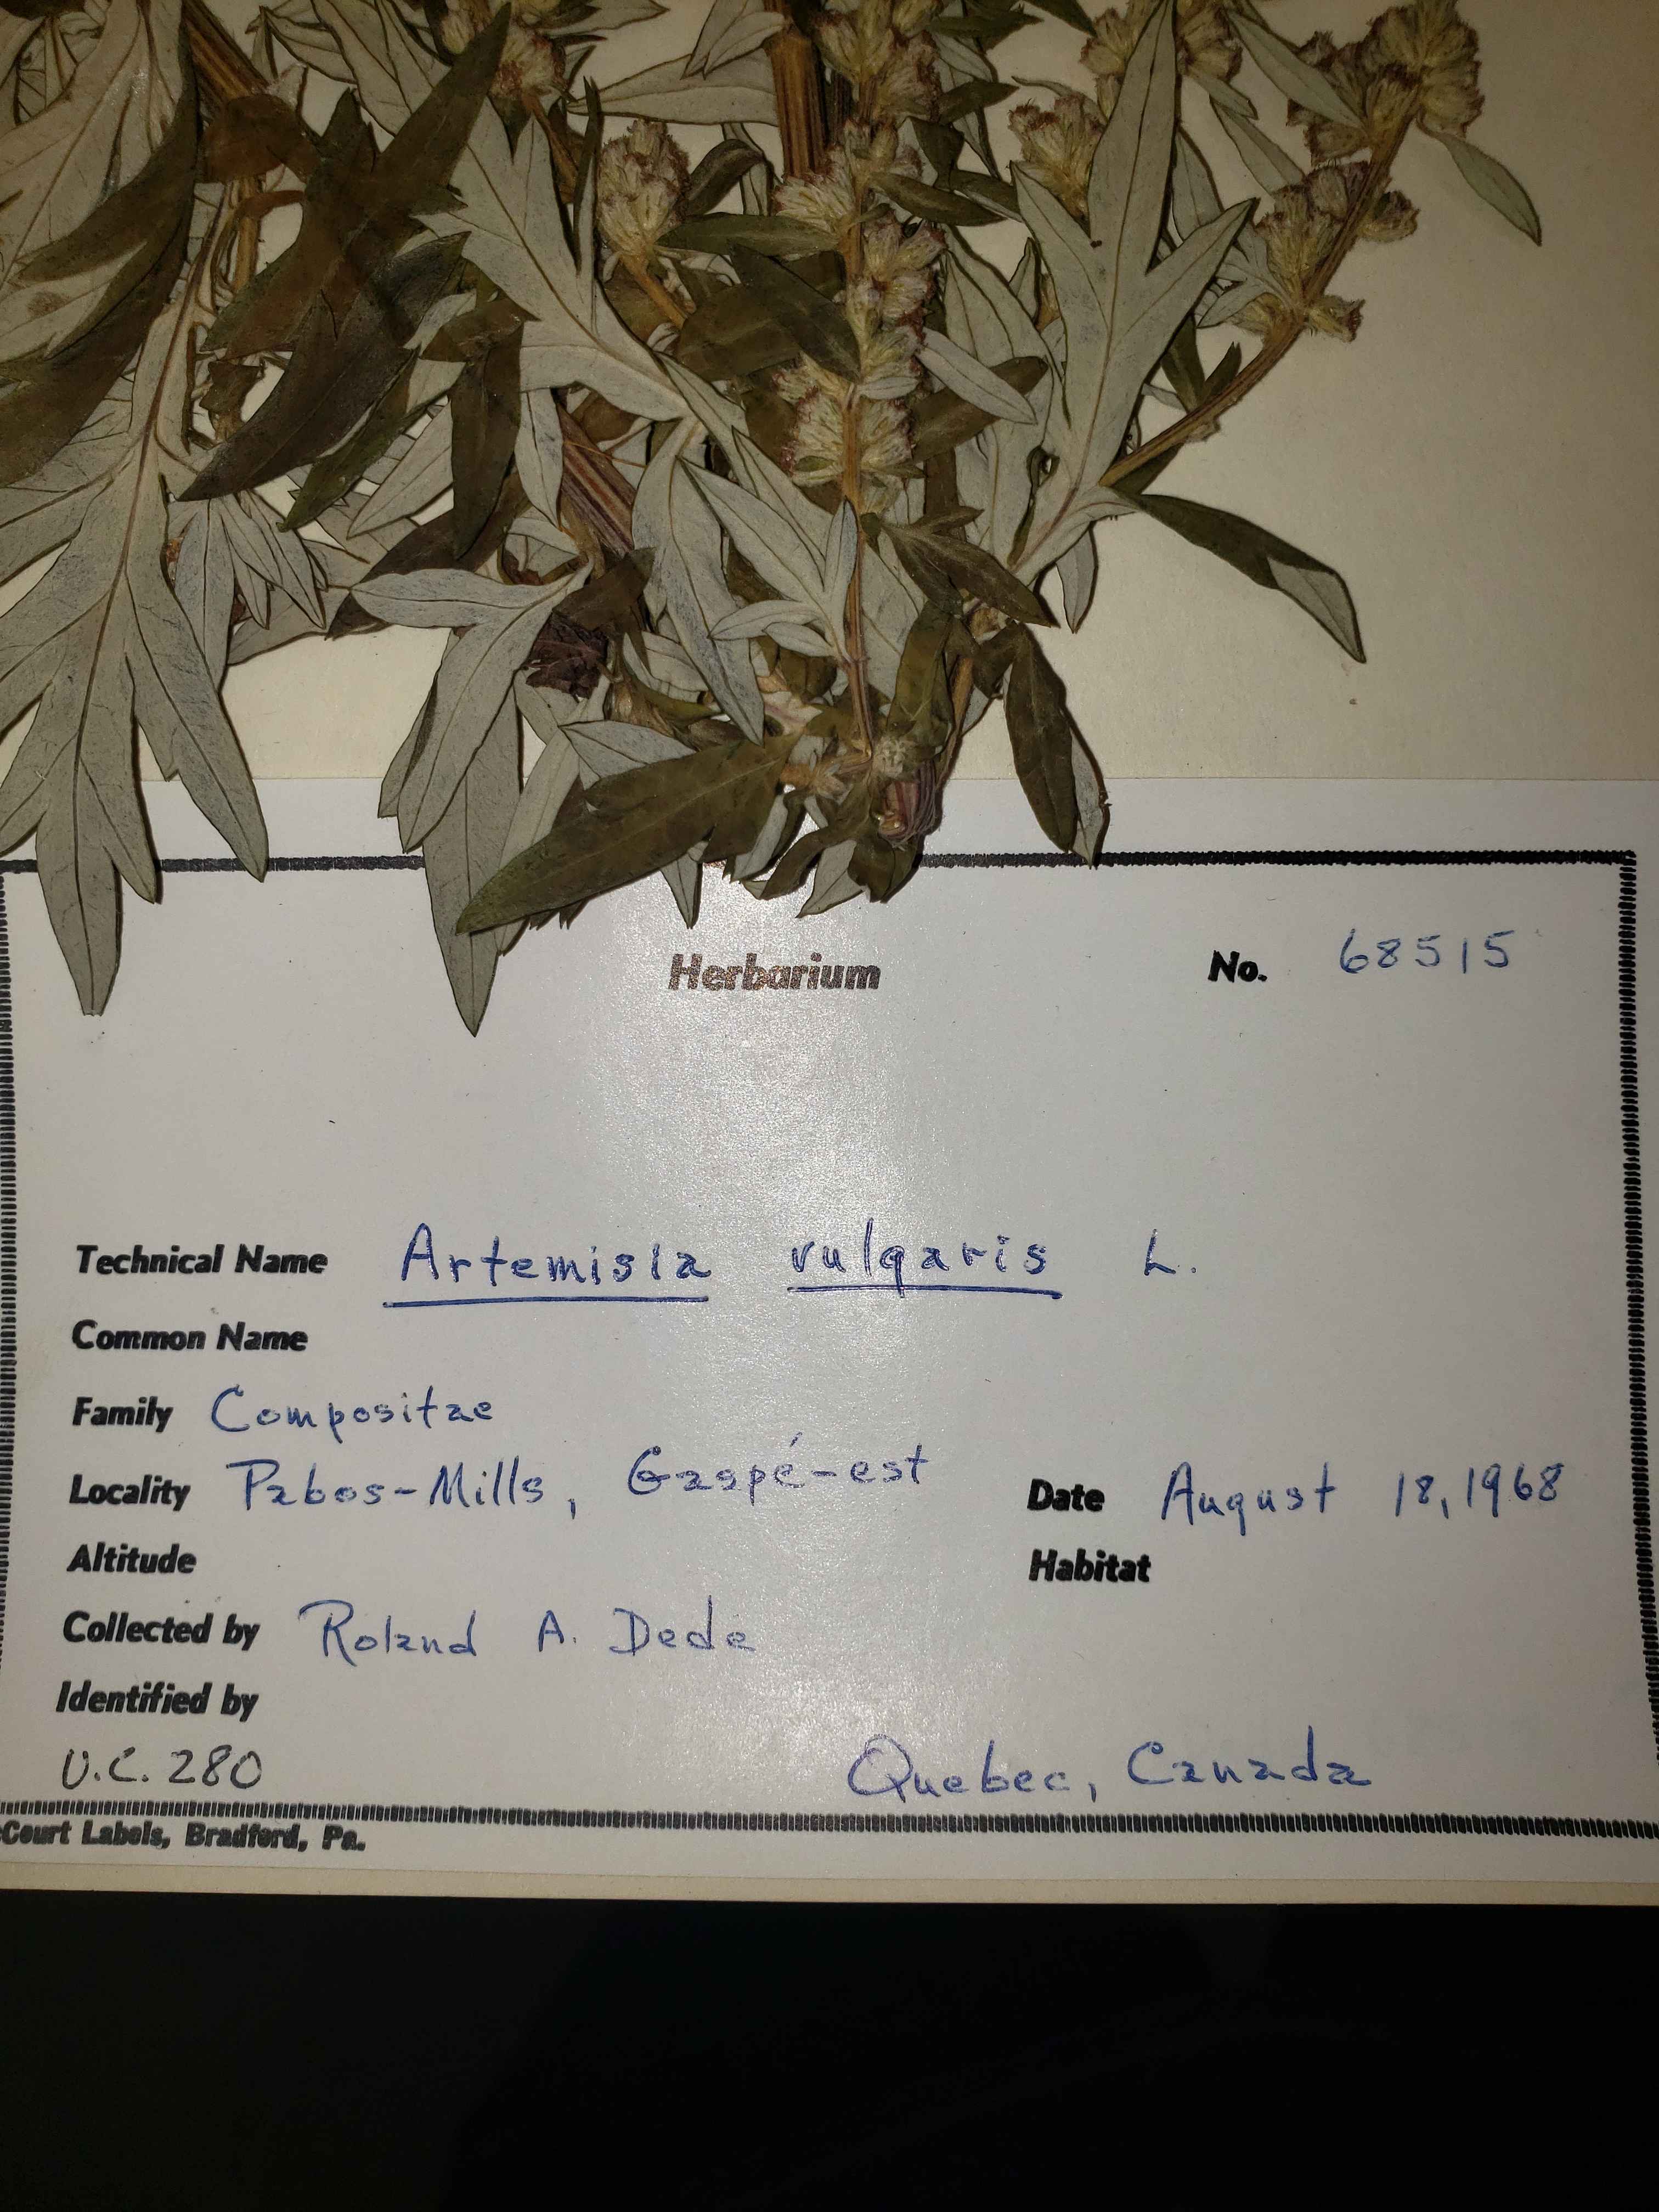 Herbarium No. 68515
Technical Name Artemisia vulgaris L.
Common Name
Family Compositae
Locality Pabos-Mills, Gaspé-est Date August 18, 1968
Altitude Habitat
Collected by Roland A. Dede
Identified by
U.C. 280 Quebec, Canada
Court Labels, Bradford, Pa.